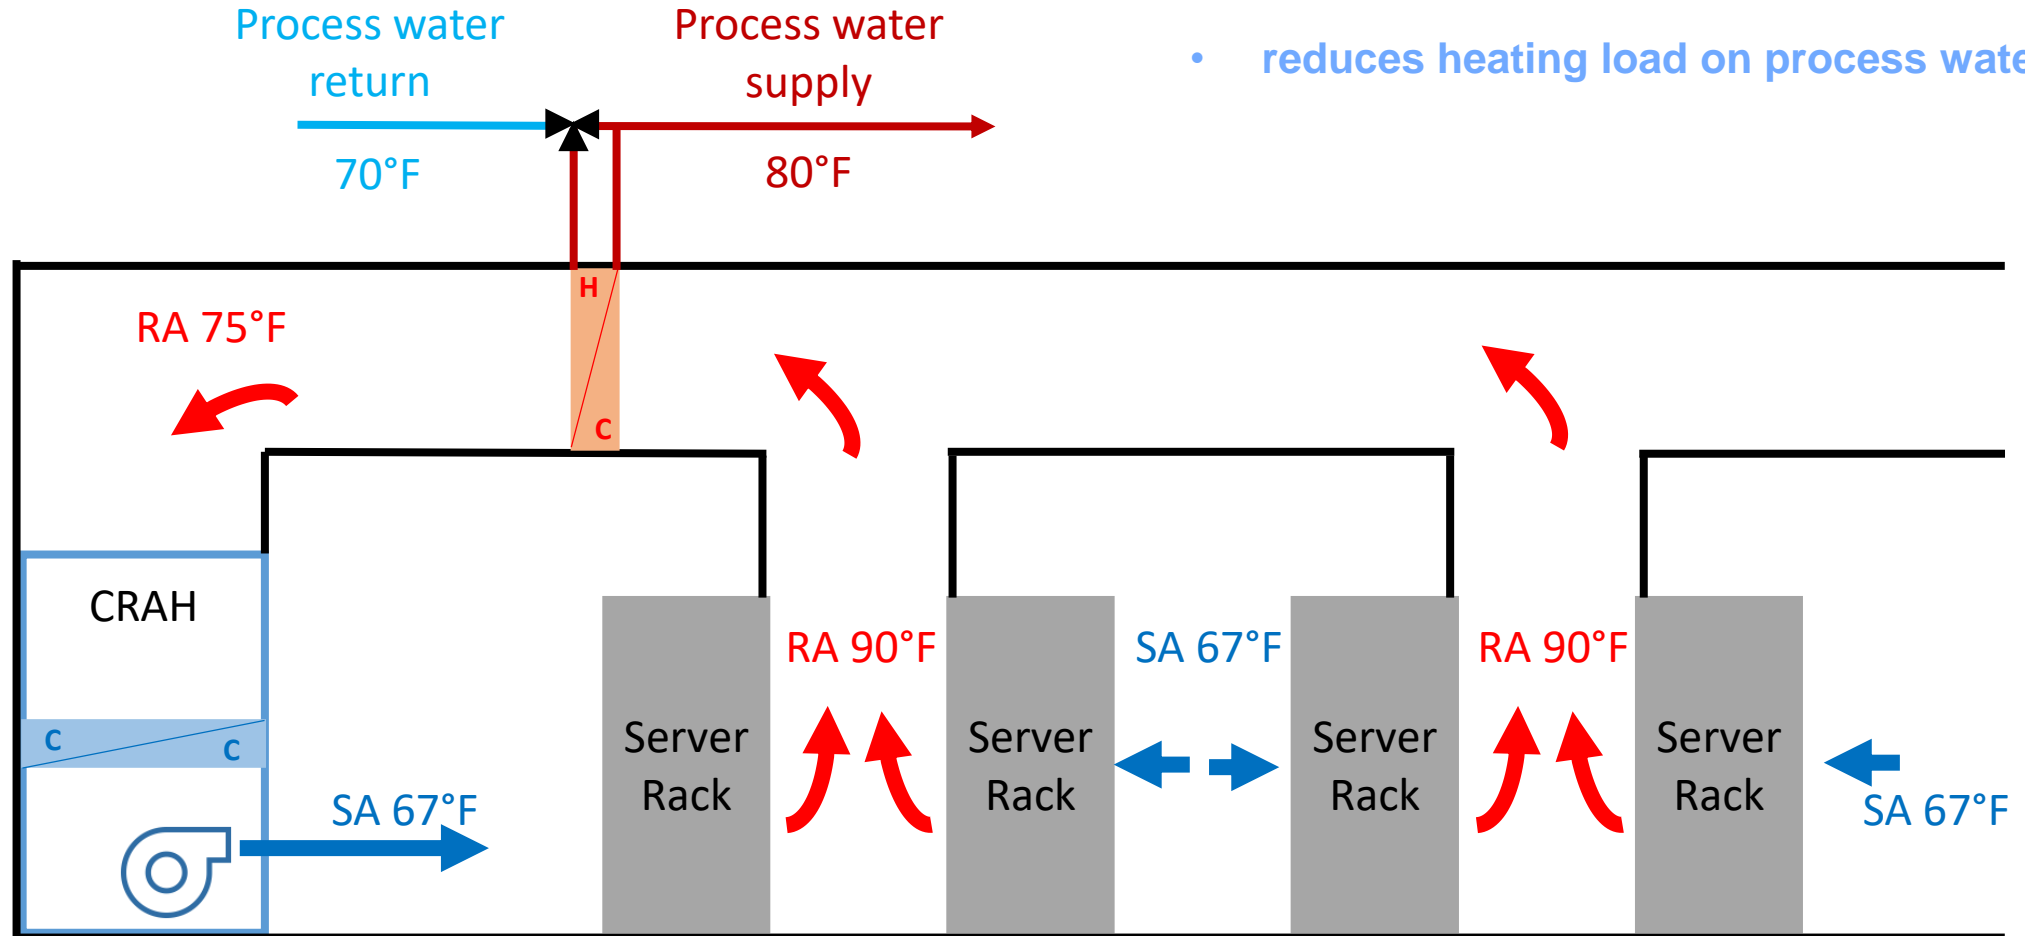 Process water
return
Process water
supply
• reduces heating load on process wate
70°F
80°F
H
RA 75°F
C
CRAH
RA 90°F
SA 67°F
RA 90°F
C
C
Server
Rack
Server
Rack
Server
Rack
Server
Rack
SA 67°F
SA 67°F